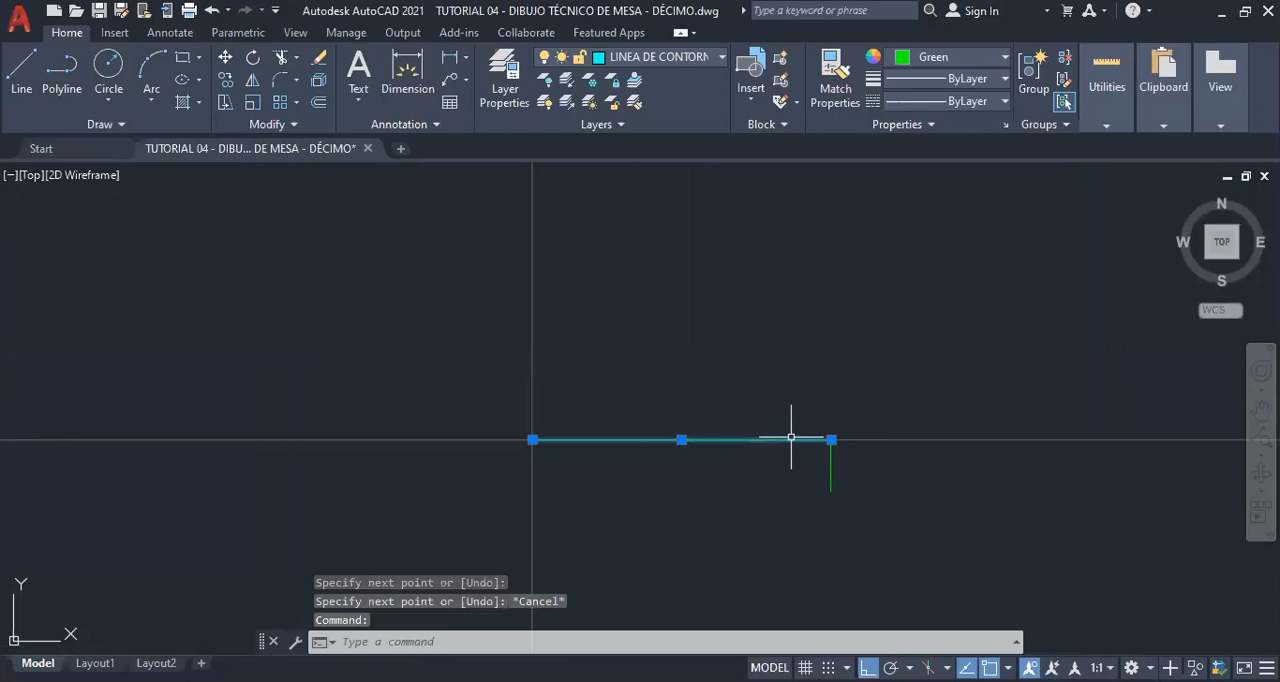 Autodesk AutoCAD 2021 TUTORIAL 04 - DIBUJO TÉCNICO DE MESA - DÉCIMO.dwg Type a keyword or phrase Sign In
Home Insert Annotate Parametric View Manage Output Add-ins Collaborate Featured Apps
Line Polyline Circle Arc Text Dimension Layer Properties LINEA DE CONTORN Insert Match Properties Green ByLayer ByLayer Group Utilities Clipboard View
Draw Modify Annotation Layers Block Properties Groups
Start TUTORIAL 04 - DIBU... DE MESA - DÉCIMO*
[−][Top][2D Wireframe]
N
W TOP E
S
WCS
Specify next point or [Undo]:
Specify next point or [Undo]: *Cancel*
Command:
Y
X
Type a command
Model Layout1 Layout2 MODEL 1:1